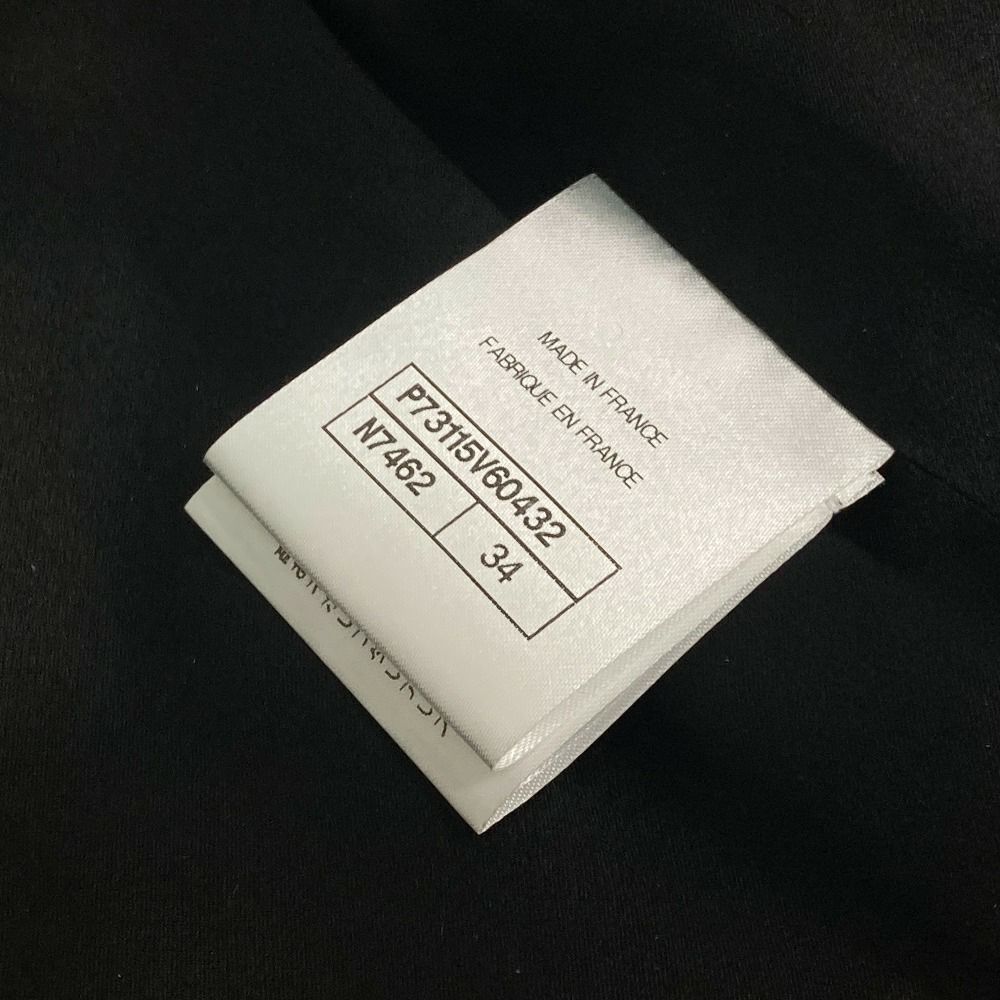 MADE IN FRANCE
FABRIQUE EN FRANCE
P73115V60432
N7462
34